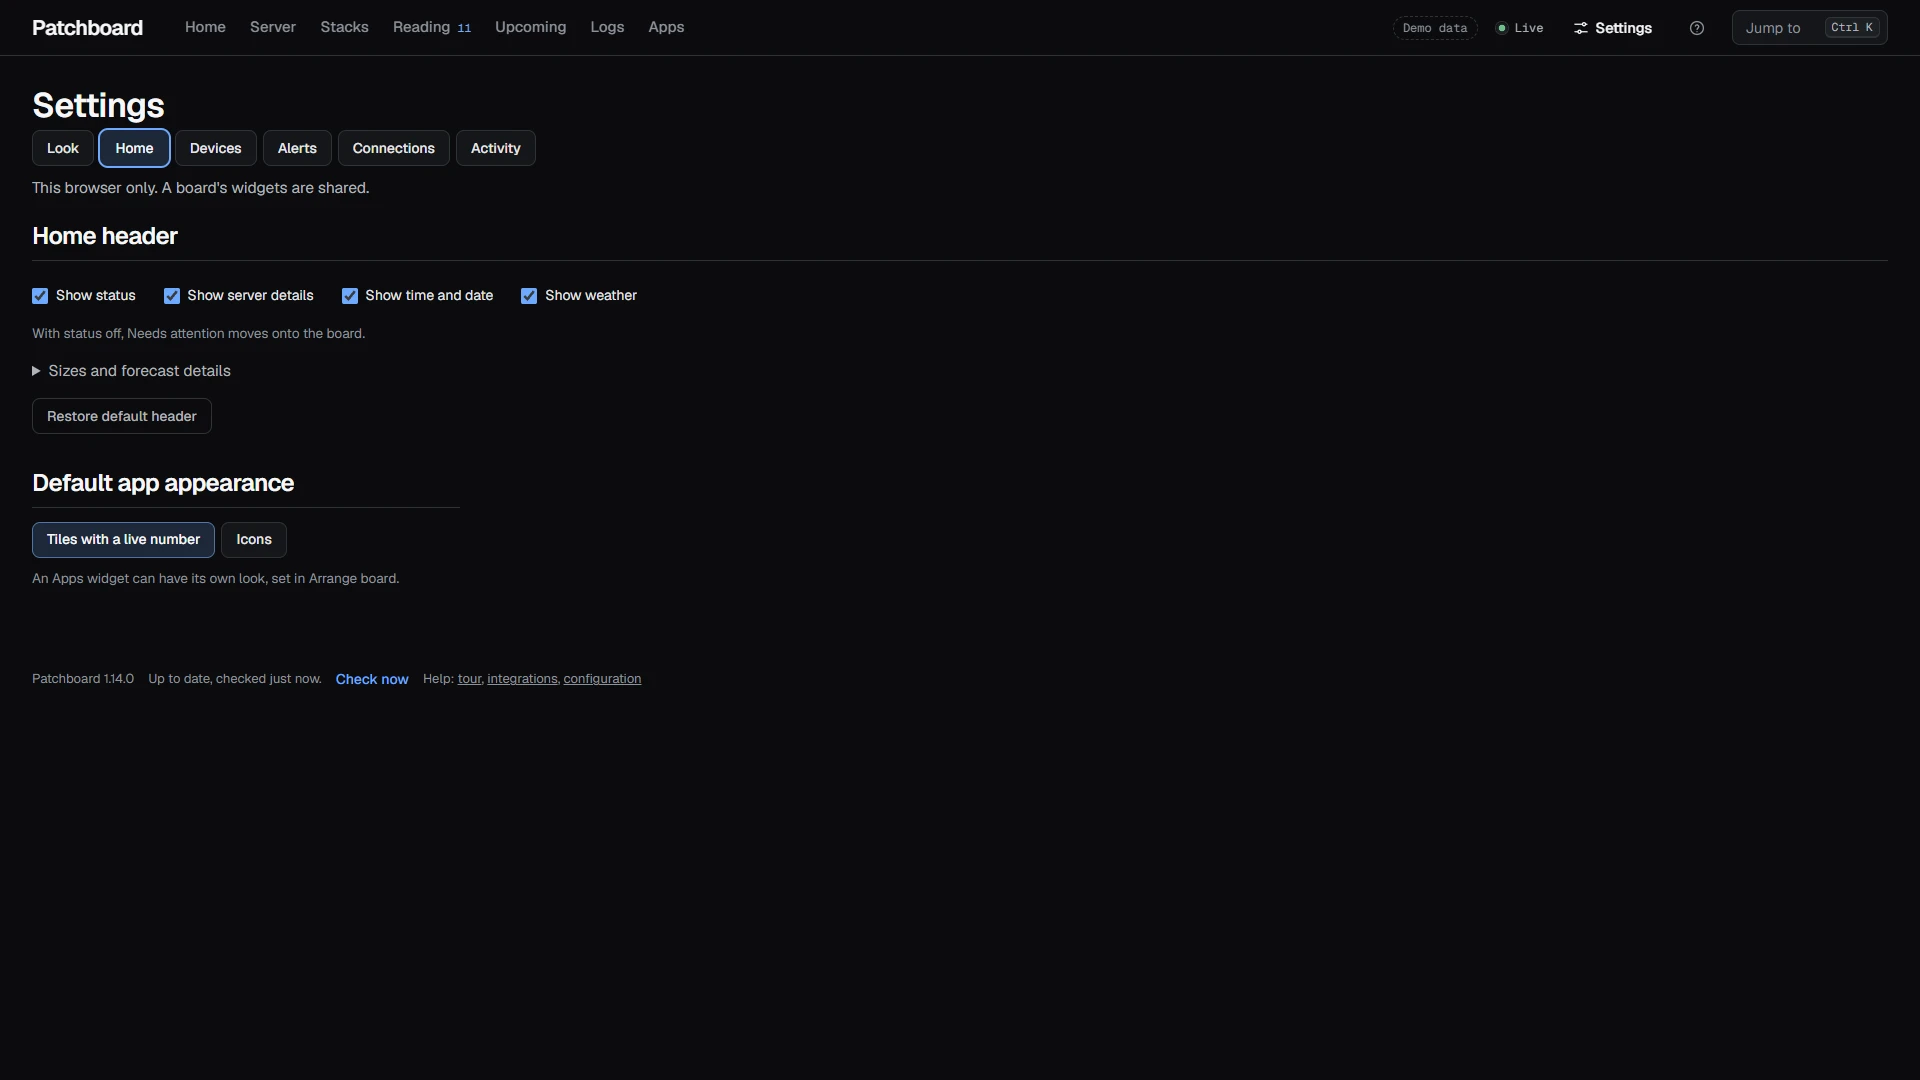 Patchboard Home Server Stacks Reading 11 Upcoming Logs Apps Demo data Live Settings Jump to Ctrl K
Settings
Look Home Devices Alerts Connections Activity
This browser only. A board's widgets are shared.
Home header
Show status Show server details Show time and date Show weather
With status off, Needs attention moves onto the board.
Sizes and forecast details
Restore default header
Default app appearance
Tiles with a live number Icons
An Apps widget can have its own look, set in Arrange board.
Patchboard 1.14.0 Up to date, checked just now. Check now Help: tour, integrations, configuration